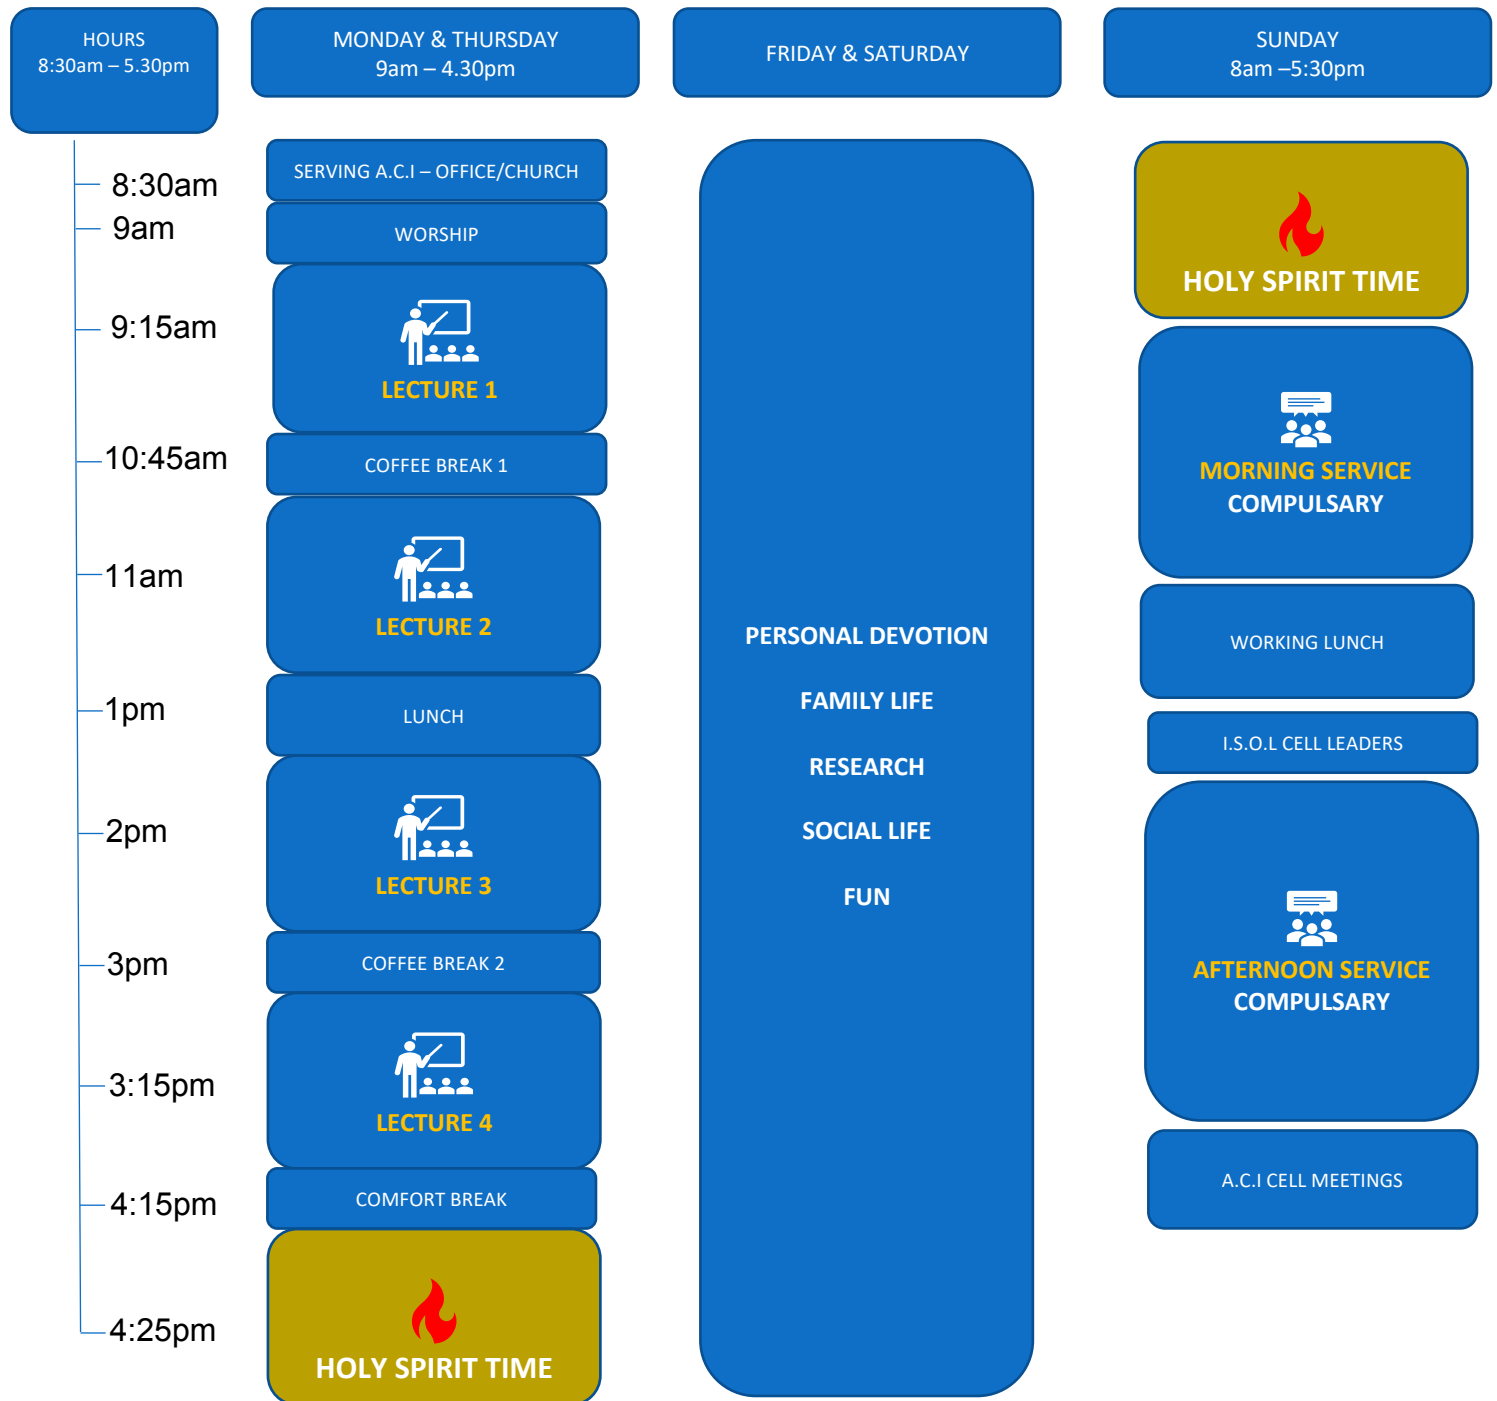 HOURS
8:30am – 5.30pm
MONDAY & THURSDAY
9am – 4.30pm
FRIDAY & SATURDAY
SUNDAY
8am –5:30pm
8:30am
9am
9:15am
10:45am
11am
1pm
2pm
3pm
3:15pm
4:15pm
4:25pm
SERVING A.C.I – OFFICE/CHURCH
WORSHIP
LECTURE 1
COFFEE BREAK 1
LECTURE 2
LUNCH
LECTURE 3
COFFEE BREAK 2
LECTURE 4
COMFORT BREAK
HOLY SPIRIT TIME
PERSONAL DEVOTION
FAMILY LIFE
RESEARCH
SOCIAL LIFE
FUN
HOLY SPIRIT TIME
MORNING SERVICE
COMPULSARY
WORKING LUNCH
I.S.O.L CELL LEADERS
AFTERNOON SERVICE
COMPULSARY
A.C.I CELL MEETINGS